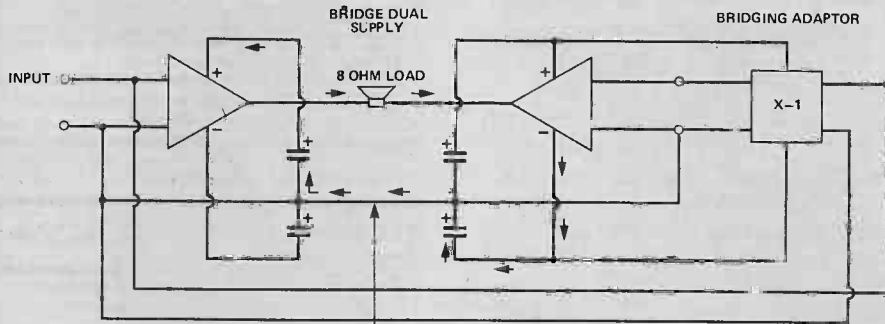 BRIDGE DUAL
SUPPLY
BRIDGING ADAPTOR
INPUT
8 OHM LOAD
X-1
+
-
+
+
+
-
+
+